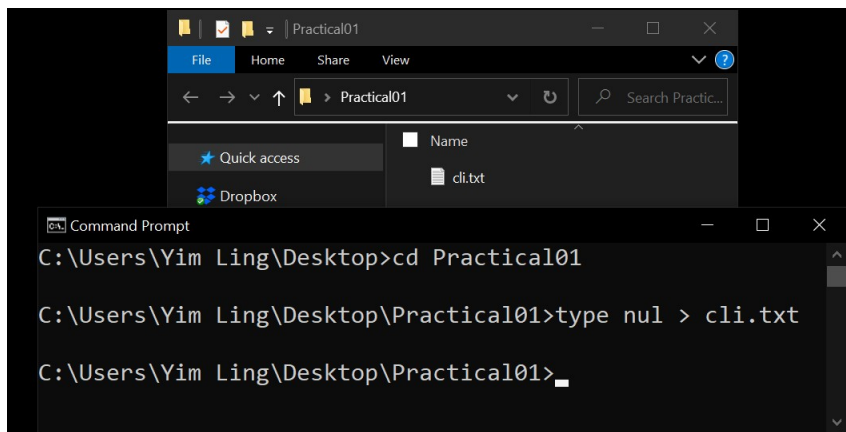 Practical01
File Home Share View
Practical01
Search Practic...
Name
Quick access
cli.txt
Dropbox
Command Prompt
C:\Users\Yim Ling\Desktop>cd Practical01
C:\Users\Yim Ling\Desktop\Practical01>type nul > cli.txt
C:\Users\Yim Ling\Desktop\Practical01>